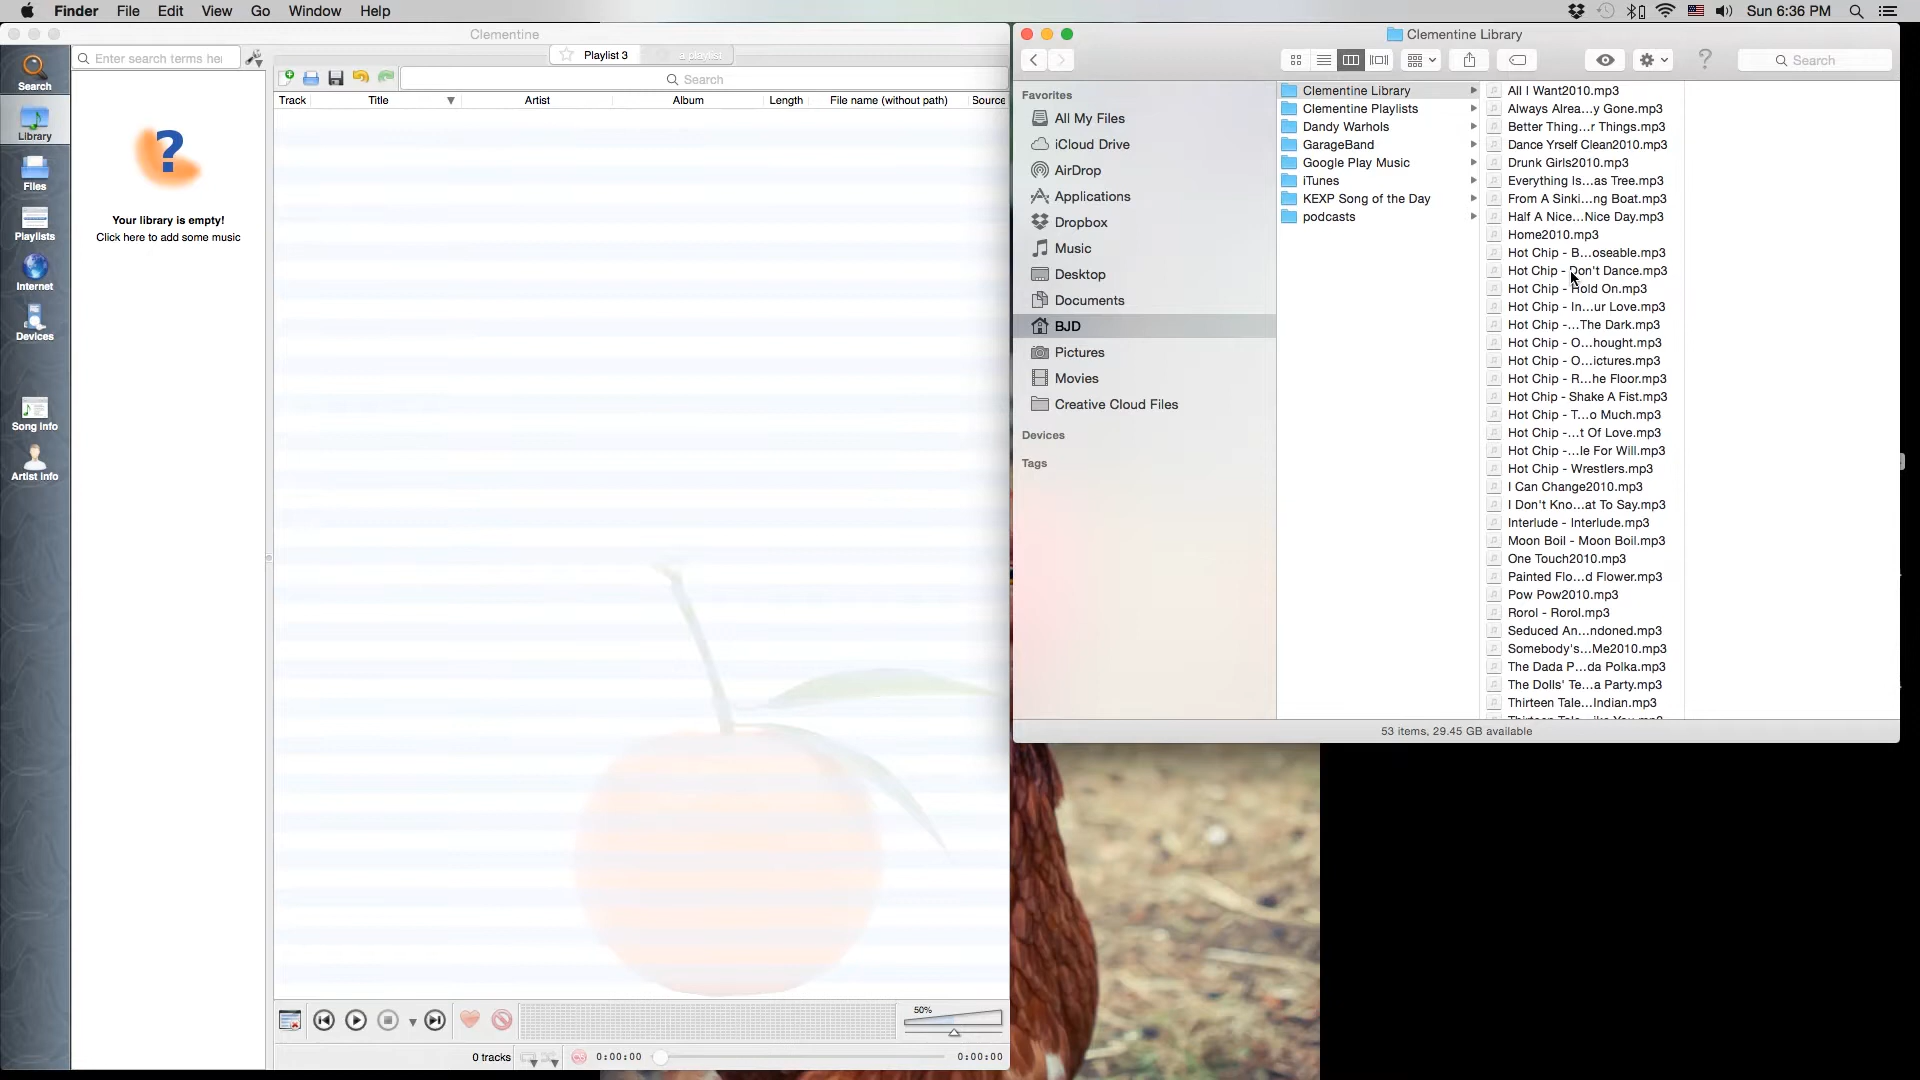 Finder File Edit View Go Window Help
Sun 6:36 PM
Clementine
Enter search terms her
Playlist 3
a playlist
Search
Track Title Artist Album Length File name (without path) Source
Search
Library
Files
Playlists
Internet
Devices
Song info
Artist info
Your library is empty!
Click here to add some music
50%
0 tracks
0:00:00
0:00:00
Clementine Library
Search
Favorites
All My Files
iCloud Drive
AirDrop
Applications
Dropbox
Music
Desktop
Documents
BJD
Pictures
Movies
Creative Cloud Files
Devices
Tags
Clementine Library
Clementine Playlists
Dandy Warhols
GarageBand
Google Play Music
iTunes
KEXP Song of the Day
podcasts
All I Want2010.mp3
Always Alrea...y Gone.mp3
Better Thing...r Things.mp3
Dance Yrself Clean2010.mp3
Drunk Girls2010.mp3
Everything Is...as Tree.mp3
From A Sinki...ng Boat.mp3
Half A Nice...Nice Day.mp3
Home2010.mp3
Hot Chip - B...oseable.mp3
Hot Chip - Don't Dance.mp3
Hot Chip - Hold On.mp3
Hot Chip - In...ur Love.mp3
Hot Chip -...The Dark.mp3
Hot Chip - O...hought.mp3
Hot Chip - O...ictures.mp3
Hot Chip - R...he Floor.mp3
Hot Chip - Shake A Fist.mp3
Hot Chip - T...o Much.mp3
Hot Chip -...t Of Love.mp3
Hot Chip -...le For Will.mp3
Hot Chip - Wrestlers.mp3
I Can Change2010.mp3
I Don't Kno...at To Say.mp3
Interlude - Interlude.mp3
Moon Boil - Moon Boil.mp3
One Touch2010.mp3
Painted Flo...d Flower.mp3
Pow Pow2010.mp3
Rorol - Rorol.mp3
Seduced An...ndoned.mp3
Somebody's...Me2010.mp3
The Dada P...da Polka.mp3
The Dolls' Te...a Party.mp3
Thirteen Tale...Indian.mp3
53 items, 29.45 GB available